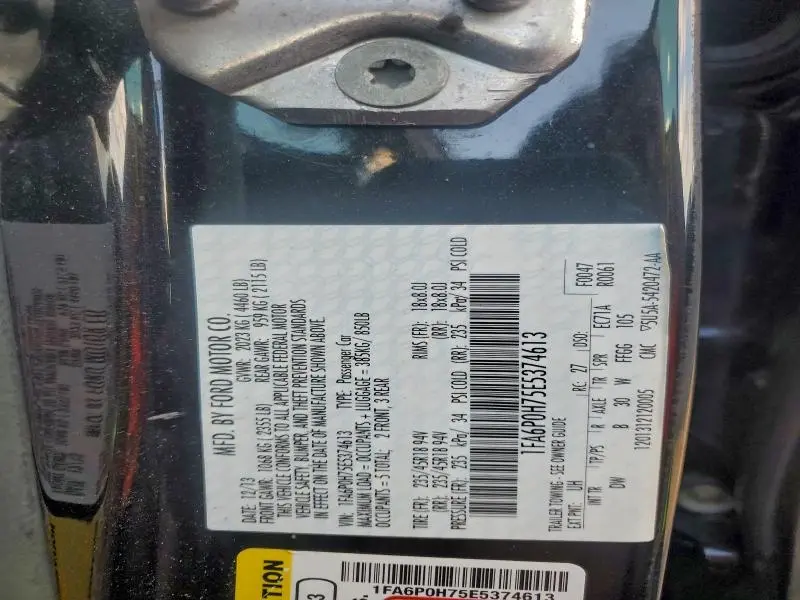 MFD. BY FORD MOTOR CO.
DATE: 12/13 GVWR: 2023 KG ( 4460 LB)
FRONT GAWR: 1068 KG ( 2355 LB) REAR GAWR: 959 KG ( 2115 LB)
THIS VEHICLE CONFORMS TO ALL APPLICABLE FEDERAL MOTOR
VEHICLE SAFETY, BUMPER, AND THEFT PREVENTION STANDARDS
IN EFFECT ON THE DATE OF MANUFACTURE SHOWN ABOVE.
VIN: 1FA6P0H75E5374613 TYPE: Passenger Car
MAXIMUM LOAD = OCCUPANTS + LUGGAGE = 385KG/ 850LB
OCCUPANTS = 5 TOTAL; 2 FRONT, 3 REAR
TIRE (FR): 235/45R18 94V RIMS (FR): 18x8.0J
(RR): 235/45R18 94V (RR): 18x8.0J
PRESSURE (FR): 235 kPa/ 34 PSI COLD (RR): 235 kPa/ 34 PSI COLD
1FA6P0H75E5374613
TRAILER TOWING - SEE OWNER GUIDE F0047
EXT PNT: UH RC: 27 DSO: R0061
INT TR TP/PS R AXLE TR SPR EC71A
DW B 30 W FFGG 105
1201312120005 CMC ▽5U5A-5420472-AA
1FA6P0H75E5374613